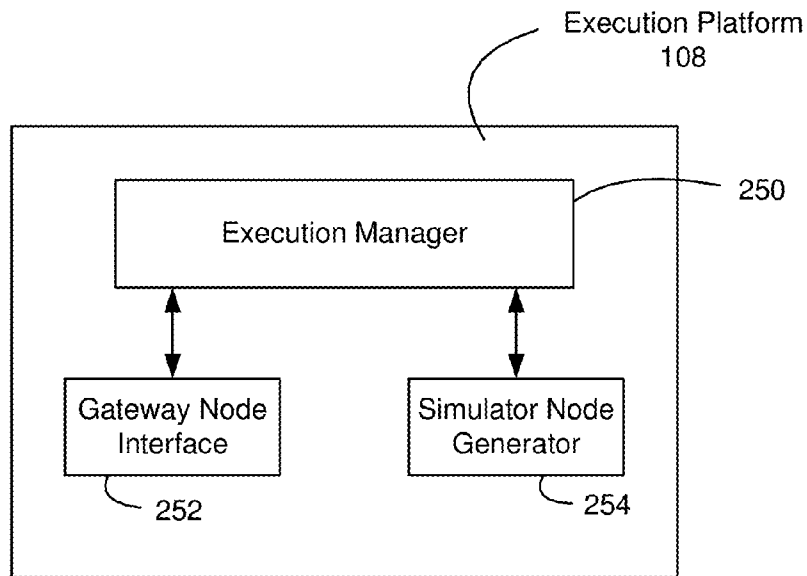 Execution Platform
108
250
Execution Manager
Gateway Node
Interface
Simulator Node
Generator
252
254